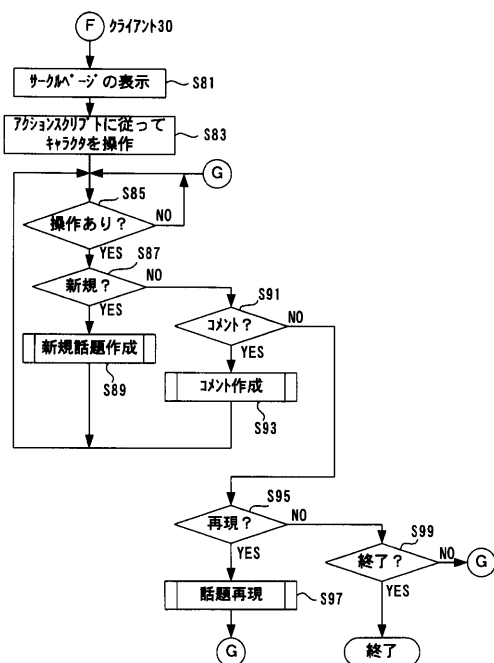 F クライアント30
サークルページの表示 S81
アクションスクリプトに従って
キャラクタを操作 S83
G
S85
操作あり? NO
YES
S87
新規? NO
YES
S91
コメント? NO
YES
新規話題作成
S89
コメント作成
S93
S95
再現? NO
YES
S99
終了? NO G
YES
話題再現 S97
G
終了